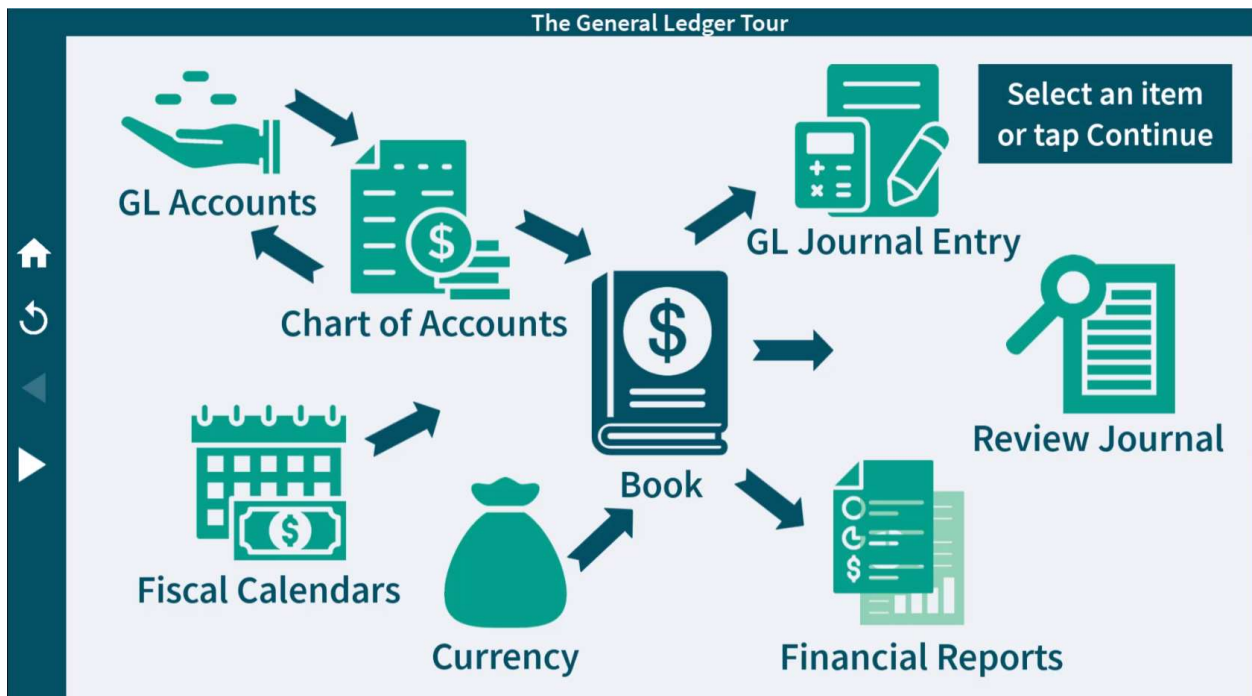 The General Ledger Tour
Select an item
or tap Continue
GL Accounts
GL Journal Entry
$
Chart of Accounts
$
Review Journal
Book
$
Fiscal Calendars
$
Currency
Financial Reports